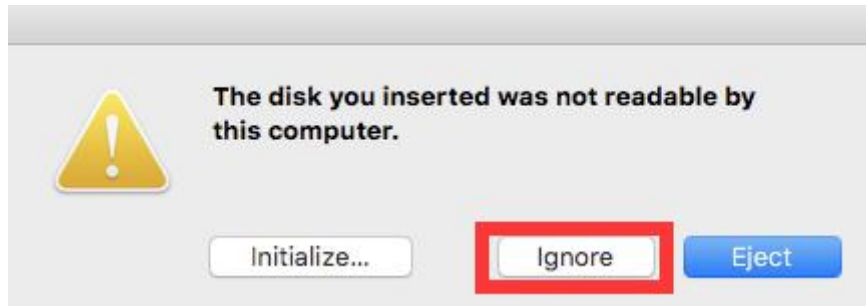 The disk you inserted was not readable by
this computer.
Initialize... Ignore Eject